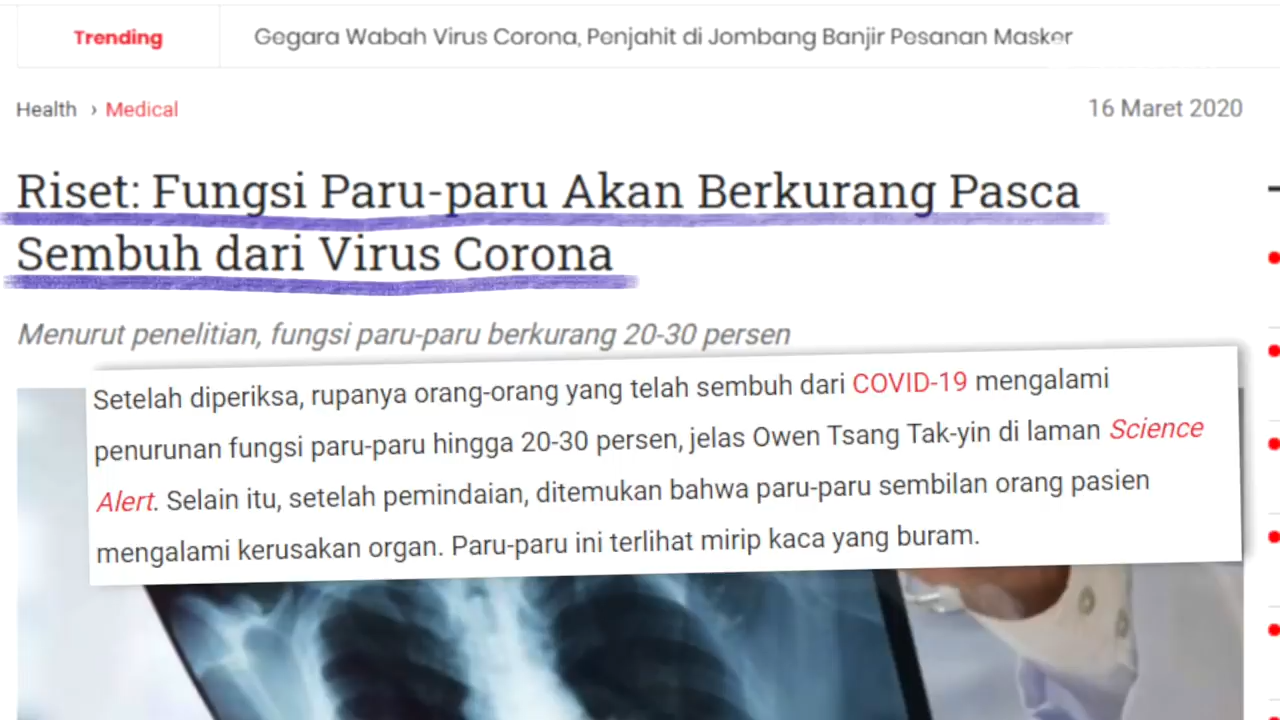 Trending
Gegara Wabah Virus Corona, Penjahit di Jombang Banjir Pesanan Masker
Health › Medical
16 Maret 2020
Riset: Fungsi Paru-paru Akan Berkurang Pasca
Sembuh dari Virus Corona
Menurut penelitian, fungsi paru-paru berkurang 20-30 persen
Setelah diperiksa, rupanya orang-orang yang telah sembuh dari COVID-19 mengalami
penurunan fungsi paru-paru hingga 20-30 persen, jelas Owen Tsang Tak-yin di laman Science
Alert. Selain itu, setelah pemindaian, ditemukan bahwa paru-paru sembilan orang pasien
mengalami kerusakan organ. Paru-paru ini terlihat mirip kaca yang buram.